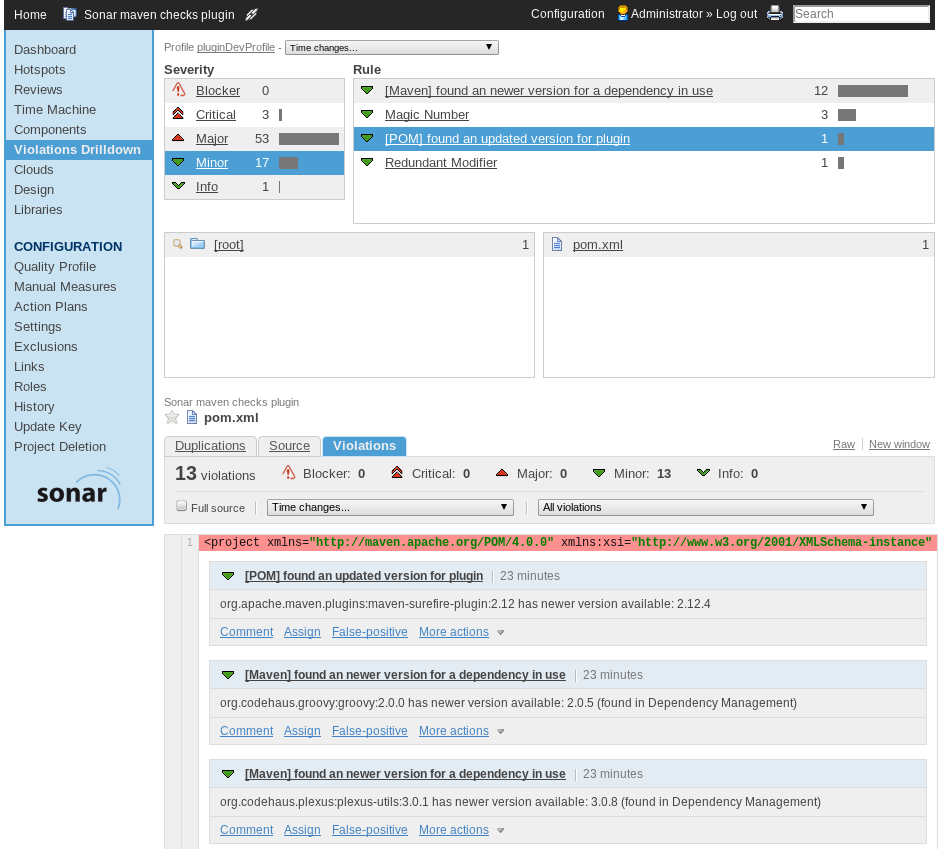 Home Sonar maven checks plugin Configuration Administrator » Log out Search
Dashboard
Hotspots
Reviews
Time Machine
Components
Violations Drilldown
Clouds
Design
Libraries
CONFIGURATION
Quality Profile
Manual Measures
Action Plans
Settings
Exclusions
Links
Roles
History
Update Key
Project Deletion
sonar
Profile pluginDevProfile - Time changes...
Severity
Blocker 0
Critical 3
Major 53
Minor 17
Info 1
Rule
[Maven] found an newer version for a dependency in use 12
Magic Number 3
[POM] found an updated version for plugin 1
Redundant Modifier 1
[root] 1
pom.xml 1
Sonar maven checks plugin
pom.xml
Duplications Source Violations Raw New window
13 violations Blocker: 0 Critical: 0 Major: 0 Minor: 13 Info: 0
Full source Time changes... All violations
1 <project xmlns="http://maven.apache.org/POM/4.0.0" xmlns:xsi="http://www.w3.org/2001/XMLSchema-instance"
[POM] found an updated version for plugin 23 minutes
org.apache.maven.plugins:maven-surefire-plugin:2.12 has newer version available: 2.12.4
Comment Assign False-positive More actions
[Maven] found an newer version for a dependency in use 23 minutes
org.codehaus.groovy:groovy:2.0.0 has newer version available: 2.0.5 (found in Dependency Management)
Comment Assign False-positive More actions
[Maven] found an newer version for a dependency in use 23 minutes
org.codehaus.plexus:plexus-utils:3.0.1 has newer version available: 3.0.8 (found in Dependency Management)
Comment Assign False-positive More actions